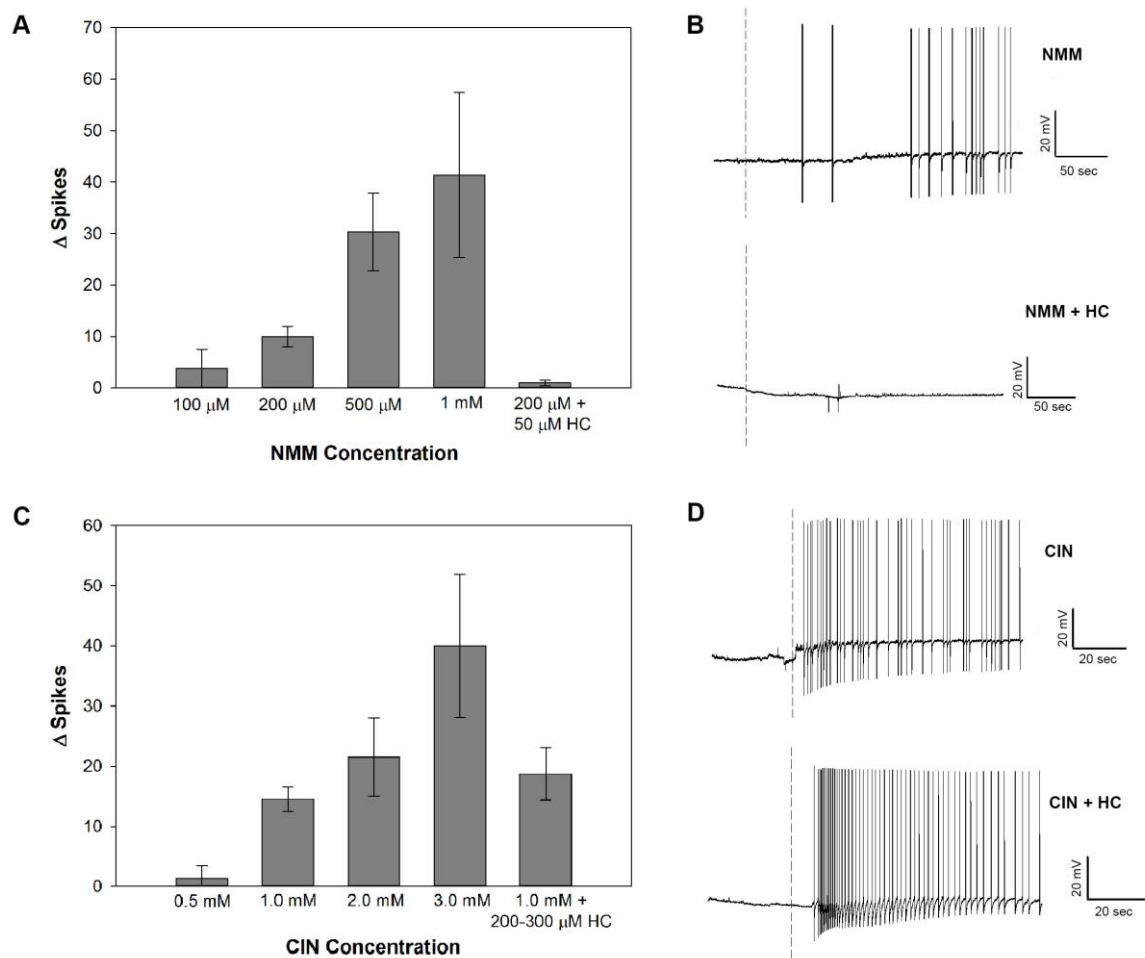 A
70
60
50
40
30
20
10
0
Δ Spikes
100 μM 200 μM 500 μM 1 mM 200 μM +
50 μM HC
NMM Concentration
B
NMM
20 mV
50 sec
NMM + HC
20 mV
50 sec
C
60
50
40
30
20
10
0
Δ Spikes
0.5 mM 1.0 mM 2.0 mM 3.0 mM 1.0 mM +
200-300 μM HC
CIN Concentration
D
CIN
20 mV
20 sec
CIN + HC
20 mV
20 sec